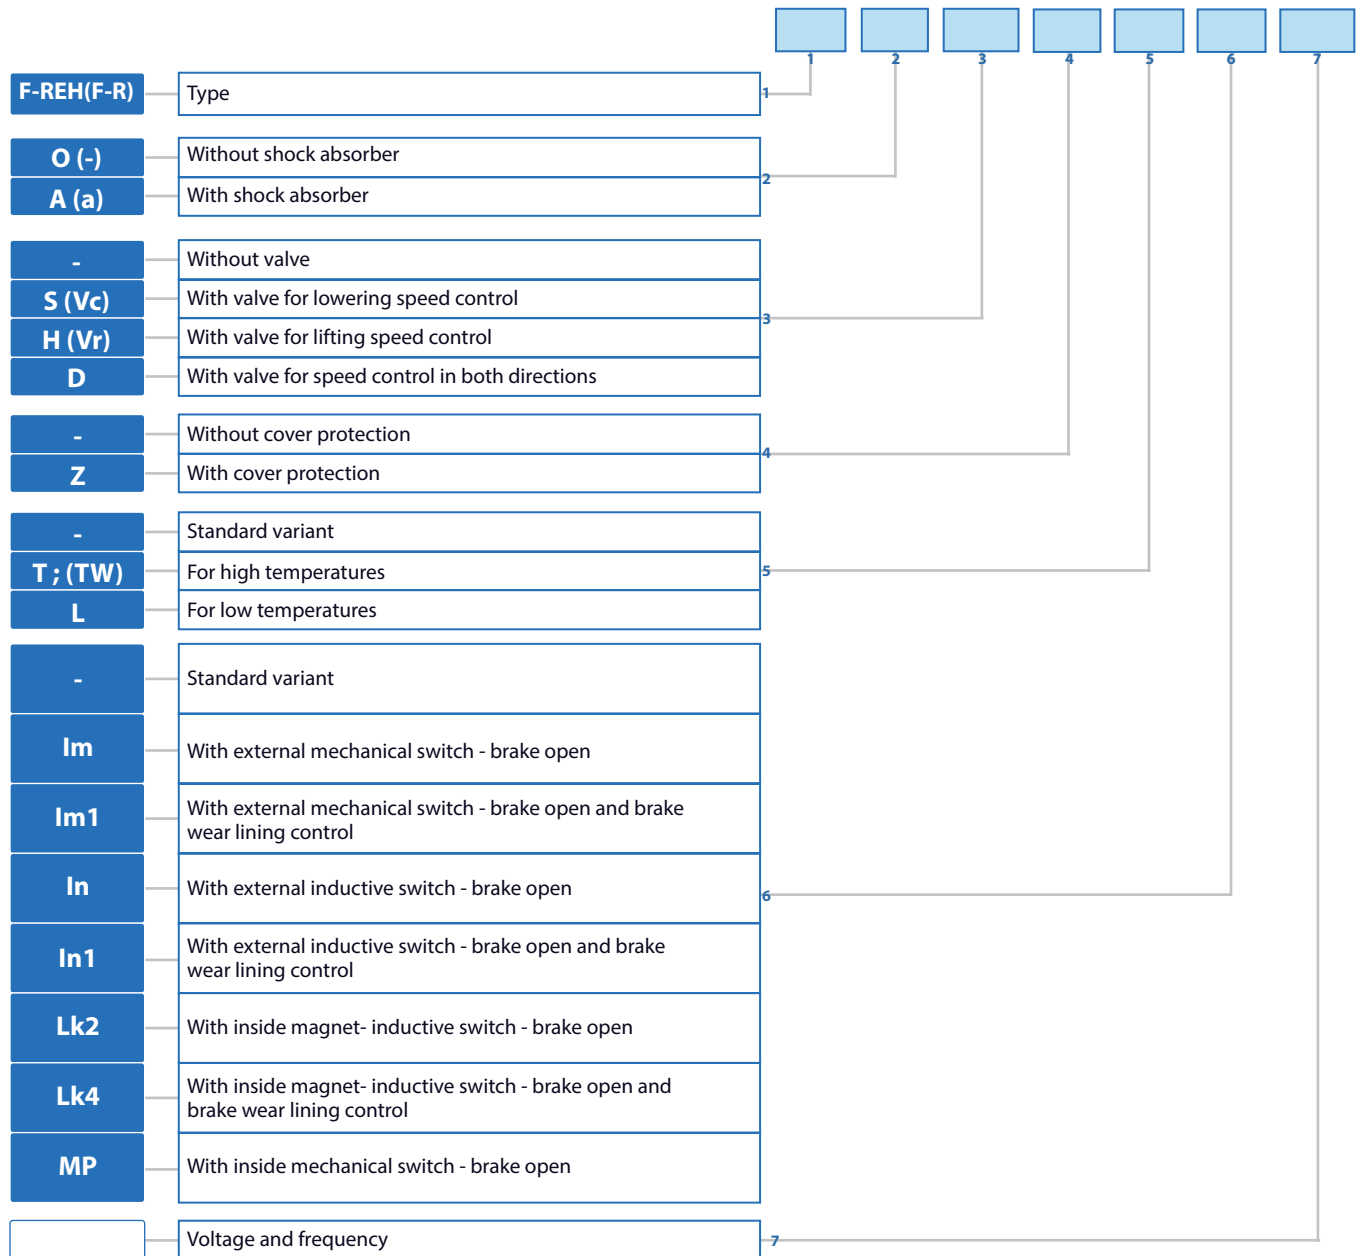 1 2 3 4 5 6 7
F-REH(F-R) Type 1
O (-) Without shock absorber
2
A (a) With shock absorber
- Without valve
S (Vc) With valve for lowering speed control
3
H (Vr) With valve for lifting speed control
D With valve for speed control in both directions
- Without cover protection
4
Z With cover protection
- Standard variant
T ; (TW) For high temperatures 5
L For low temperatures
- Standard variant
Im With external mechanical switch - brake open
Im1 With external mechanical switch - brake open and brake
wear lining control
In With external inductive switch - brake open 6
In1 With external inductive switch - brake open and brake
wear lining control
Lk2 With inside magnet- inductive switch - brake open
Lk4 With inside magnet- inductive switch - brake open and
brake wear lining control
MP With inside mechanical switch - brake open
Voltage and frequency 7